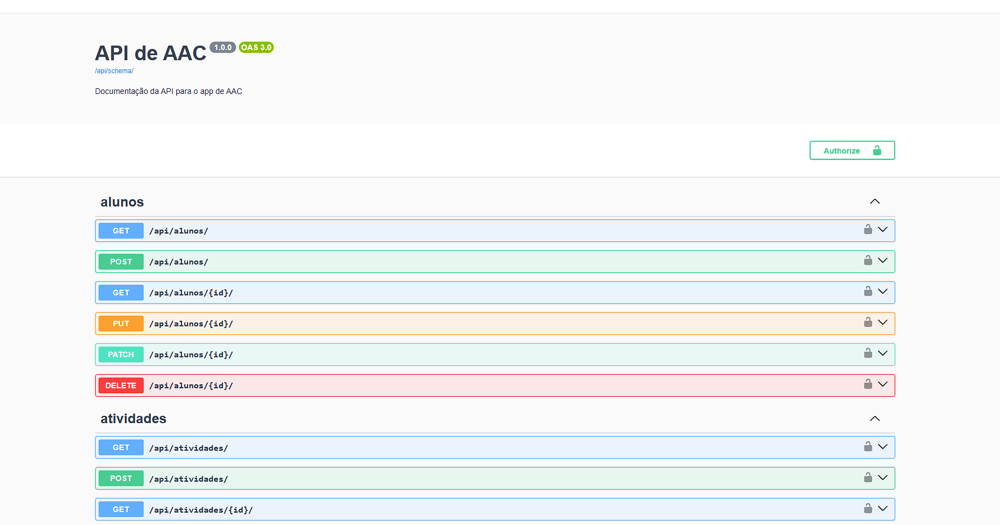 API de AAC 1.0.0 OAS 3.0
/api/schema/
Documentação da API para o app de AAC
Authorize
alunos
GET /api/alunos/
POST /api/alunos/
GET /api/alunos/{id}/
PUT /api/alunos/{id}/
PATCH /api/alunos/{id}/
DELETE /api/alunos/{id}/
atividades
GET /api/atividades/
POST /api/atividades/
GET /api/atividades/{id}/